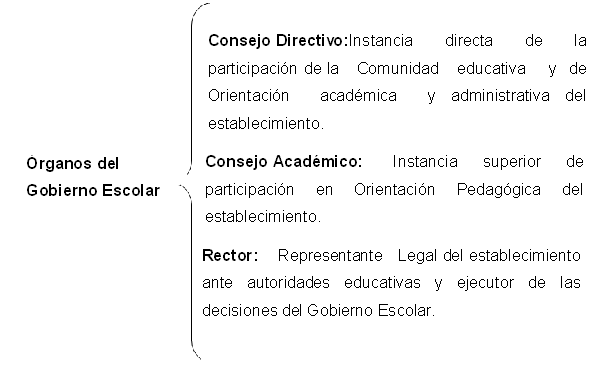 Consejo Directivo:Instancia directa de la
participación de la Comunidad educativa y de
Orientación académica y administrativa del
establecimiento.
Órganos del
Gobierno Escolar
Consejo Académico: Instancia superior de
participación en Orientación Pedagógica del
establecimiento.
Rector: Representante Legal del establecimiento
ante autoridades educativas y ejecutor de las
decisiones del Gobierno Escolar.